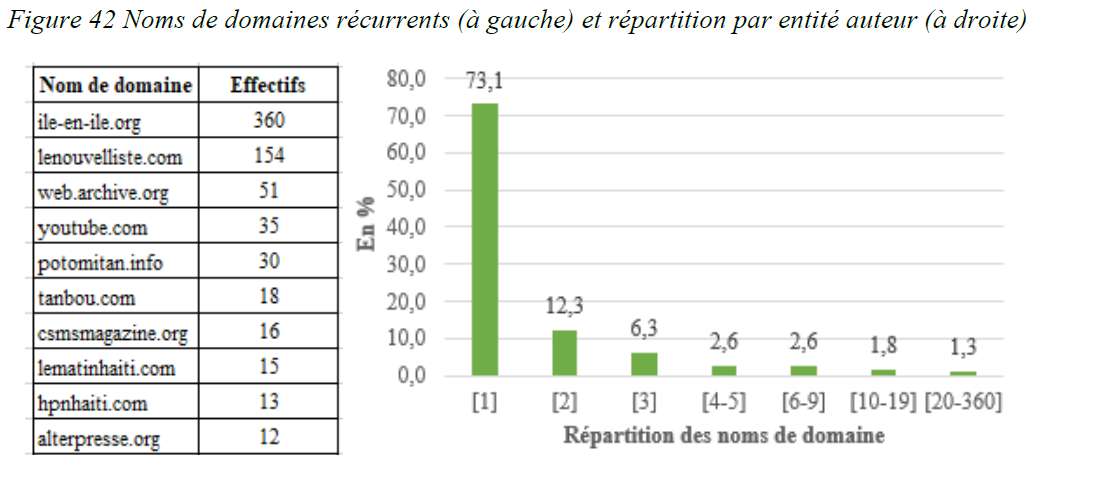 Figure 42 Noms de domaines récurrents (à gauche) et répartition par entité auteur (à droite)
Nom de domaine Effectifs
ile-en-ile.org 360
lenouvelliste.com 154
web.archive.org 51
youtube.com 35
potomitan.info 30
tanbou.com 18
csmsmagazine.org 16
lematinhaiti.com 15
hpnhaiti.com 13
alterpresse.org 12
En %
80,0
70,0
60,0
50,0
40,0
30,0
20,0
10,0
0,0
73,1
12,3
6,3
2,6
2,6
1,8
1,3
[1] [2] [3] [4-5] [6-9] [10-19] [20-360]
Répartition des noms de domaine